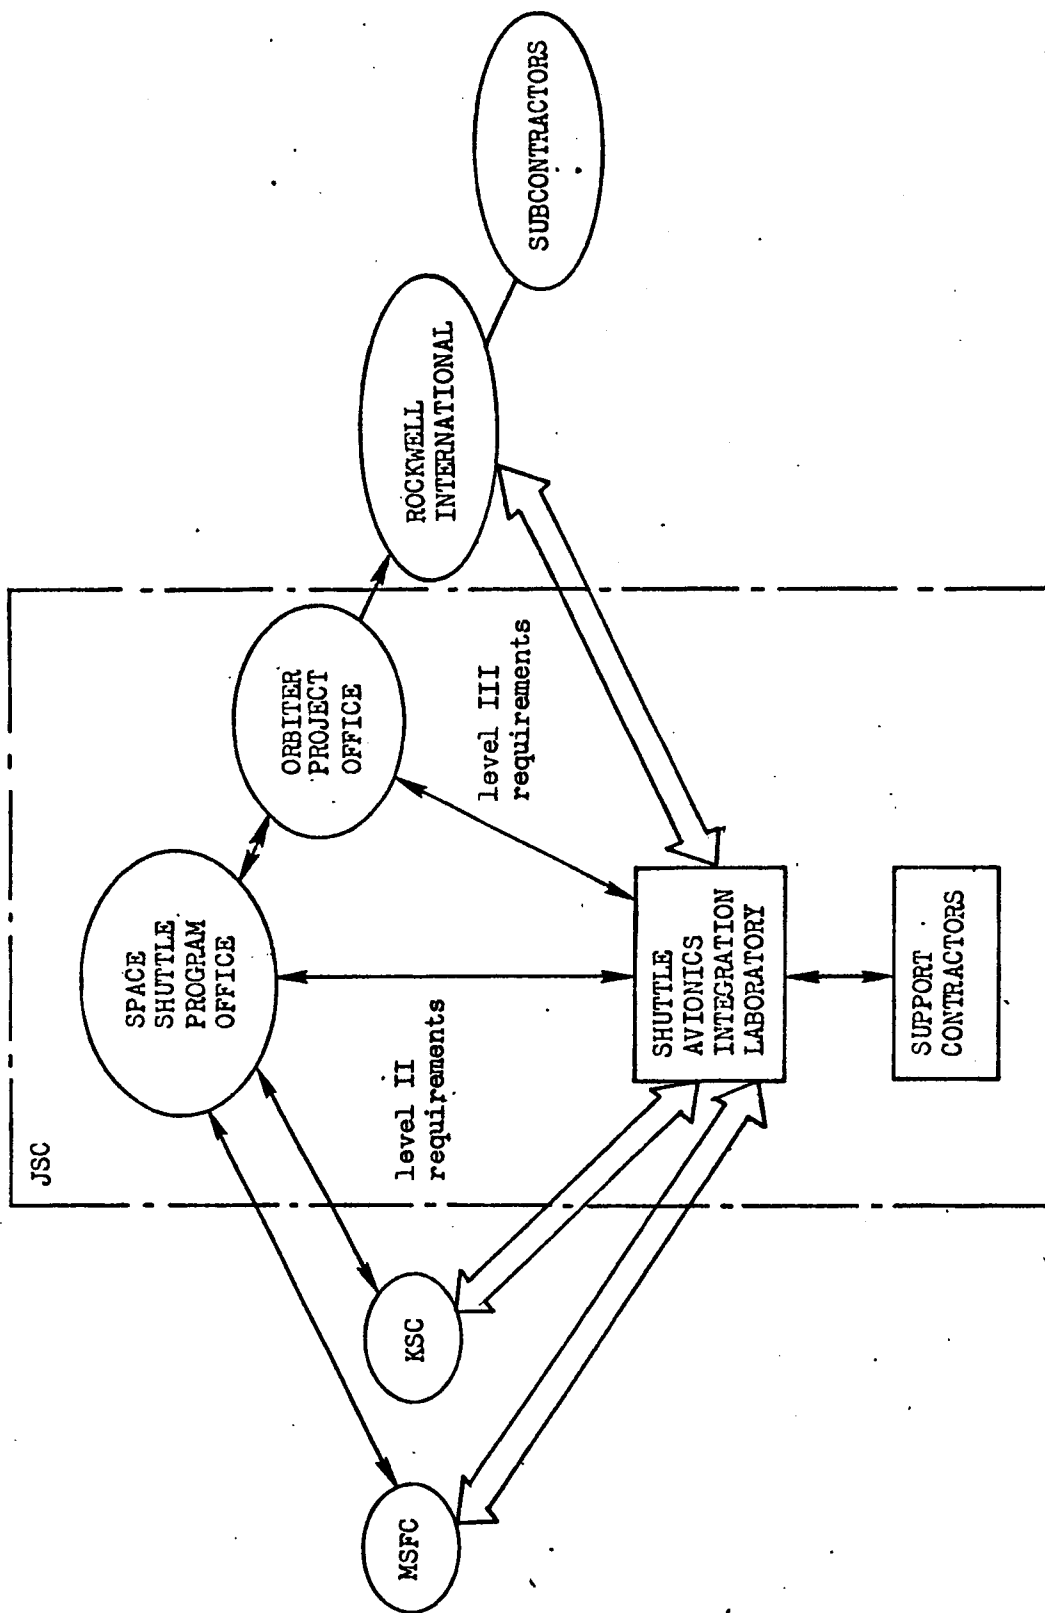 JSC
SPACE
SHUTTLE
PROGRAM
OFFICE
ORBITER
PROJECT
OFFICE
ROCKWELL
INTERNATIONAL
SUBCONTRACTORS
MSFC
KSC
level II
requirements
level III
requirements
SHUTTLE
AVIONICS
INTEGRATION
LABORATORY
SUPPORT
CONTRACTORS